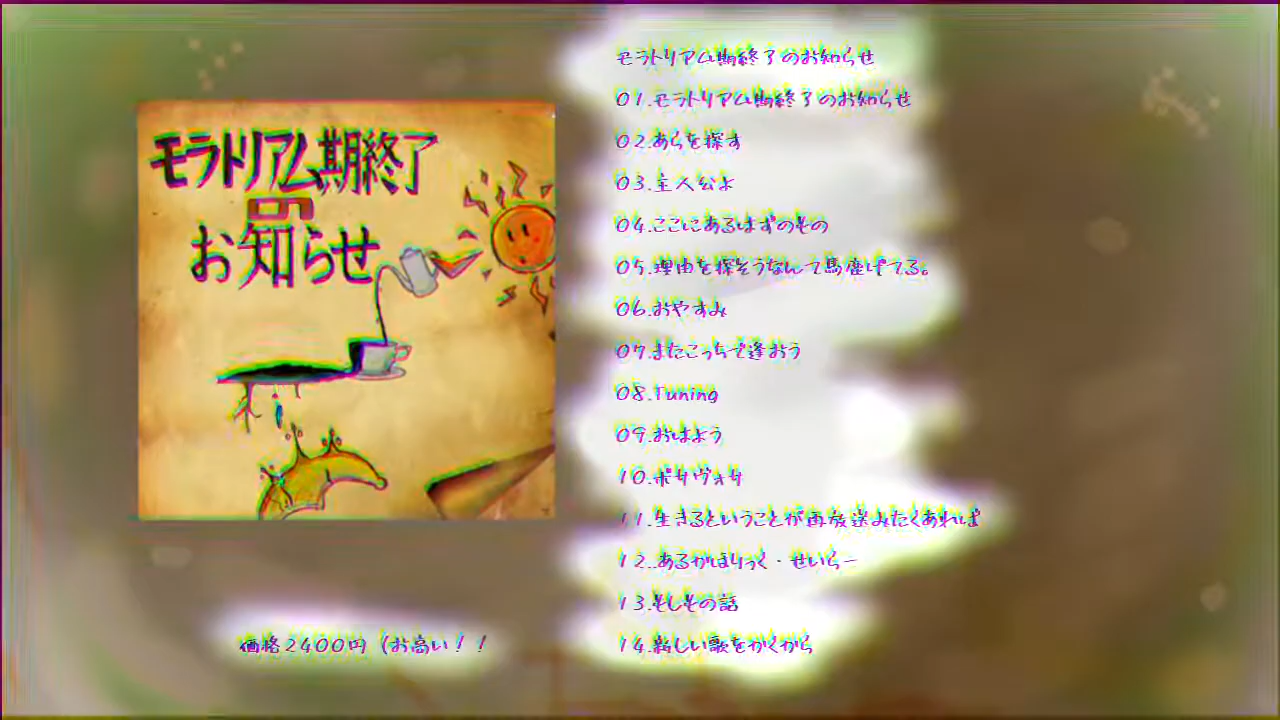 モラトリアム期終了
の
お知らせ
価格2400円（お高い！！
モラトリアム期終了のお知らせ
01.モラトリアム期終了のお知らせ
02.あらを探す
03.主人公よ
04.ここにあるはずのもの
05.理由を探そうなんて馬鹿げてる。
06.おやすみ
07.またこっちで逢おう
08.Tuning
09.おはよう
10.ポサヴォサ
11.生きるということが再放送みたくあれば
12.あるかほりっく・せいらー
13.もしもの話
14.新しい歌をかくから